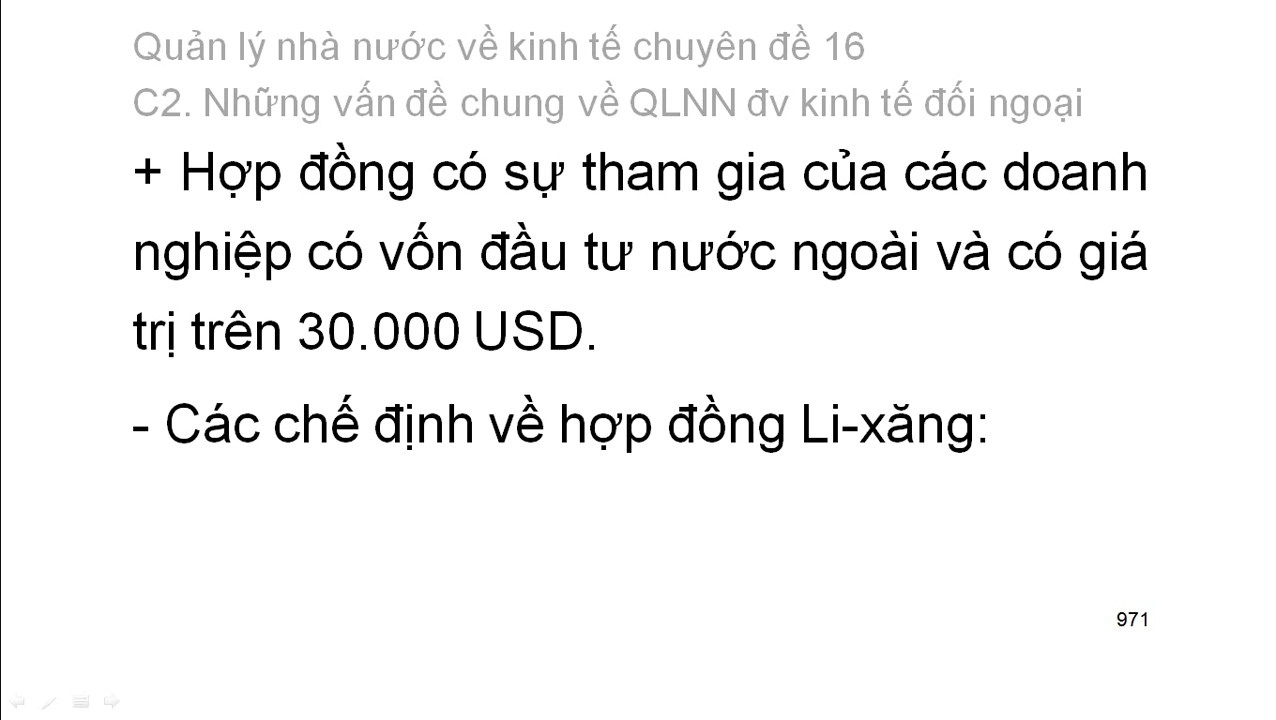 Quản lý nhà nước về kinh tế chuyên đề 16
C2. Những vấn đề chung về QLNN đv kinh tế đối ngoại
+ Hợp đồng có sự tham gia của các doanh
nghiệp có vốn đầu tư nước ngoài và có giá
trị trên 30.000 USD.
- Các chế định về hợp đồng Li-xăng:
971